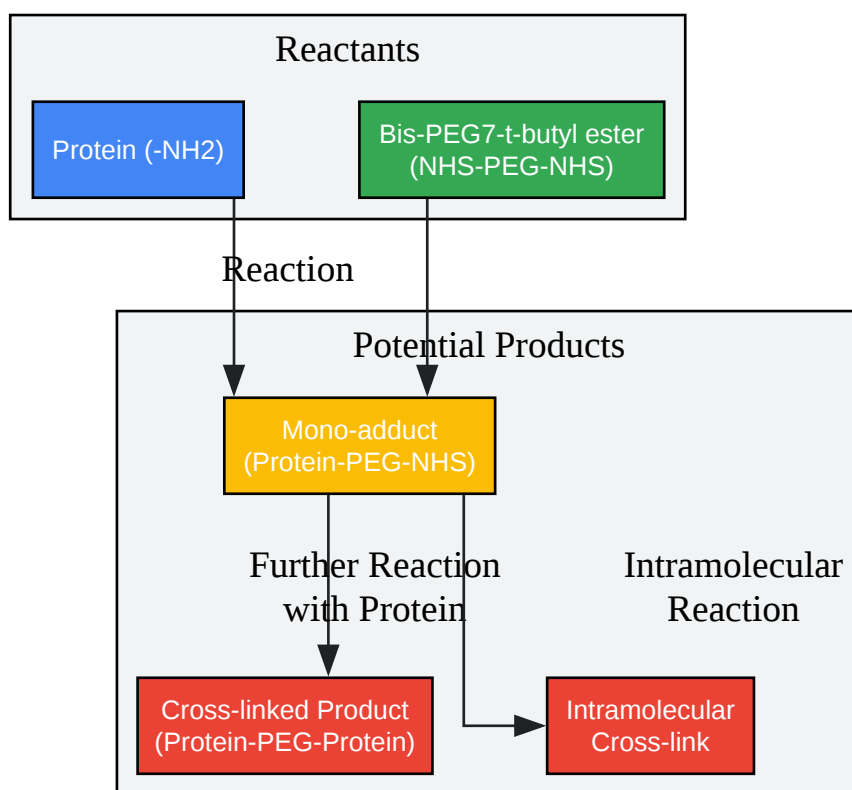 Reactants
Protein (-NH2)
Bis-PEG7-t-butyl ester
(NHS-PEG-NHS)
Reaction
Potential Products
Mono-adduct
(Protein-PEG-NHS)
Further Reaction
with Protein
Intramolecular
Reaction
Cross-linked Product
(Protein-PEG-Protein)
Intramolecular
Cross-link